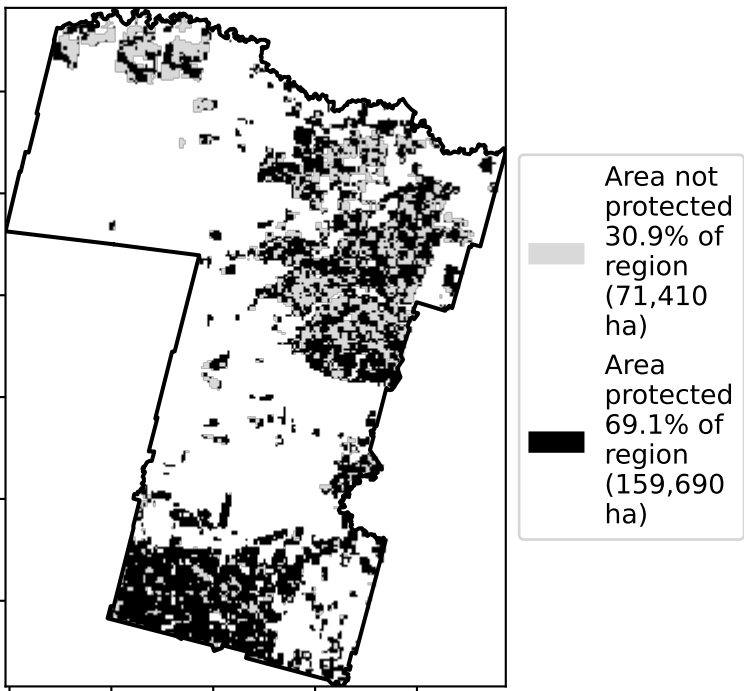 Area not
protected
30.9% of
region
(71,410
ha)
Area
protected
69.1% of
region
(159,690
ha)